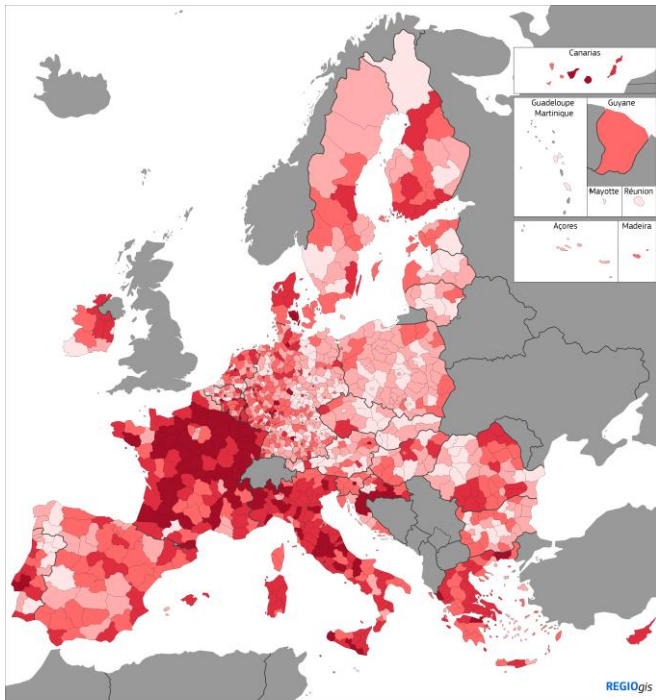 Canarias
Guadeloupe
Martinique
Guyane
Mayotte
Réunion
Açores
Madeira
REGIOgis